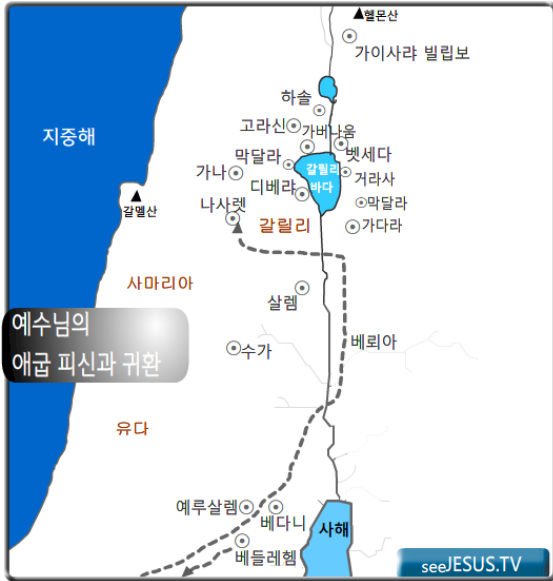 ▲헬몬산
가이사랴 빌립보
하솔
고라신
가버나움
벳세다
지중해
막달라
갈릴리
바다
가나
거라사
디베랴
막달라
갈멜산
나사렛
갈릴리
가다라
사마리아
살렘
예수님의
애굽 피신과 귀환
수가
베뢰아
유다
예루살렘
베다니
사해
베들레헴
seeJESUS.TV